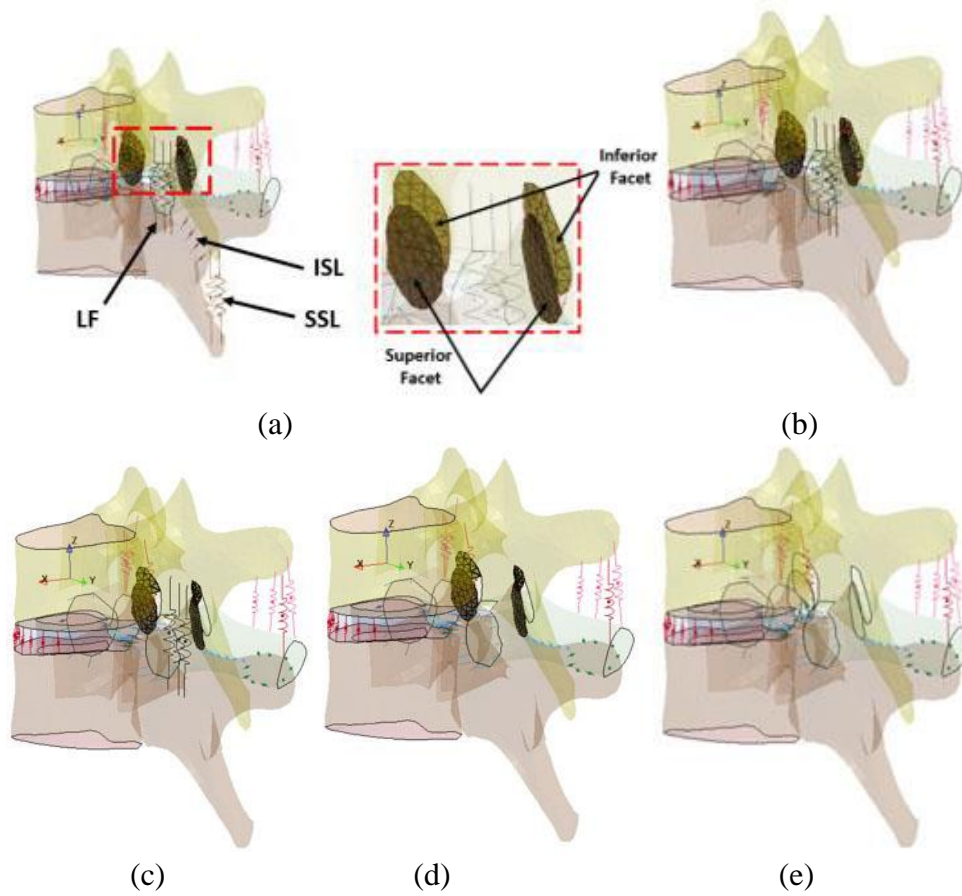 Z
X
Y
LF
ISL
SSL
Inferior
Facet
Superior
Facet
Z
X
Y
(a)
(b)
Z
X
Y
Z
X
Y
Z
X
Y
(c)
(d)
(e)